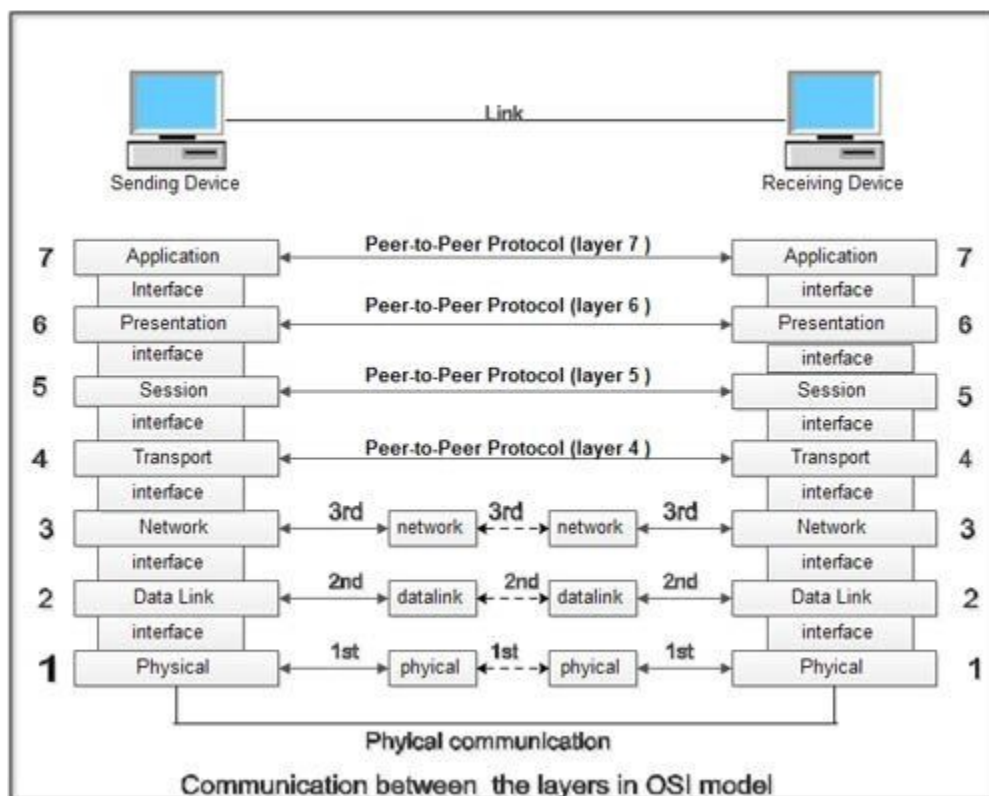 Link
Sending Device Receiving Device
7 Application Peer-to-Peer Protocol (layer 7 ) Application 7
Interface interface
6 Presentation Peer-to-Peer Protocol (layer 6 ) Presentation 6
interface interface
5 Session Peer-to-Peer Protocol (layer 5 ) Session 5
interface interface
4 Transport Peer-to-Peer Protocol (layer 4 ) Transport 4
interface interface
3 Network 3rd network 3rd network 3rd Network 3
interface interface
2 Data Link 2nd datalink 2nd datalink 2nd Data Link 2
interface interface
1 Physical 1st phyical 1st phyical 1st Phyical 1
Phyical communication
Communication between the layers in OSI model